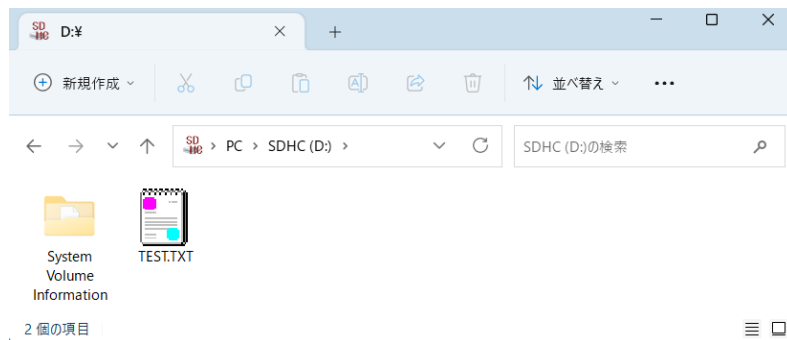 SD HC D:¥
新規作成 並べ替え
SD HC PC SDHC (D:) SDHC (D:)の検索
System
Volume
Information
TEST.TXT
2 個の項目